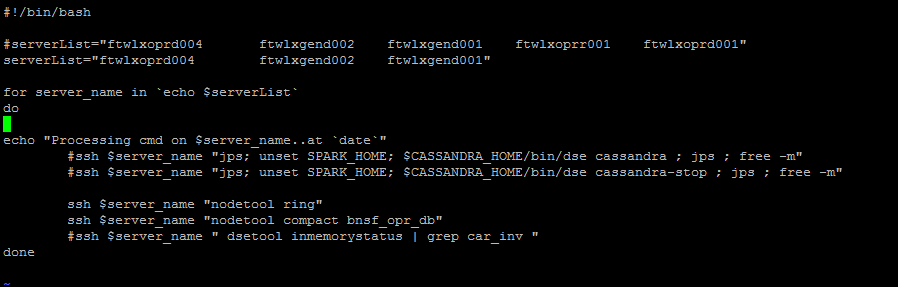 #!/bin/bash
#serverList="ftwlxoprd004       ftwlxgend002    ftwlxgend001    ftwlxoprr001    ftwlxoprd001"
serverList="ftwlxoprd004        ftwlxgend002    ftwlxgend001"
for server_name in `echo $serverList`
do
echo "Processing cmd on $server_name..at `date`"
        #ssh $server_name "jps; unset SPARK_HOME; $CASSANDRA_HOME/bin/dse cassandra ; jps ; free -m"
        #ssh $server_name "jps; unset SPARK_HOME; $CASSANDRA_HOME/bin/dse cassandra-stop ; jps ; free -m"
        ssh $server_name "nodetool ring"
        ssh $server_name "nodetool compact bnsf_opr_db"
        #ssh $server_name " dsetool inmemorystatus | grep car_inv "
done
~